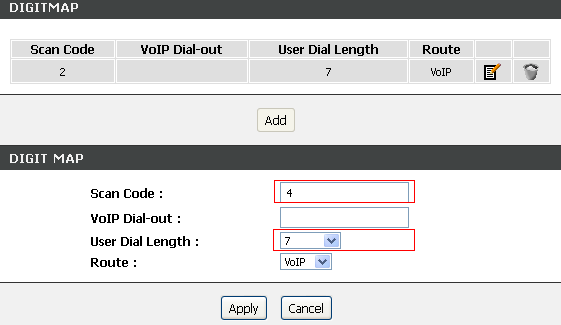 DIGITMAP
Scan Code VoIP Dial-out User Dial Length Route
2 7 VoIP
Add
DIGIT MAP
Scan Code : 4
VoIP Dial-out :
User Dial Length : 7
Route : VoIP
Apply Cancel